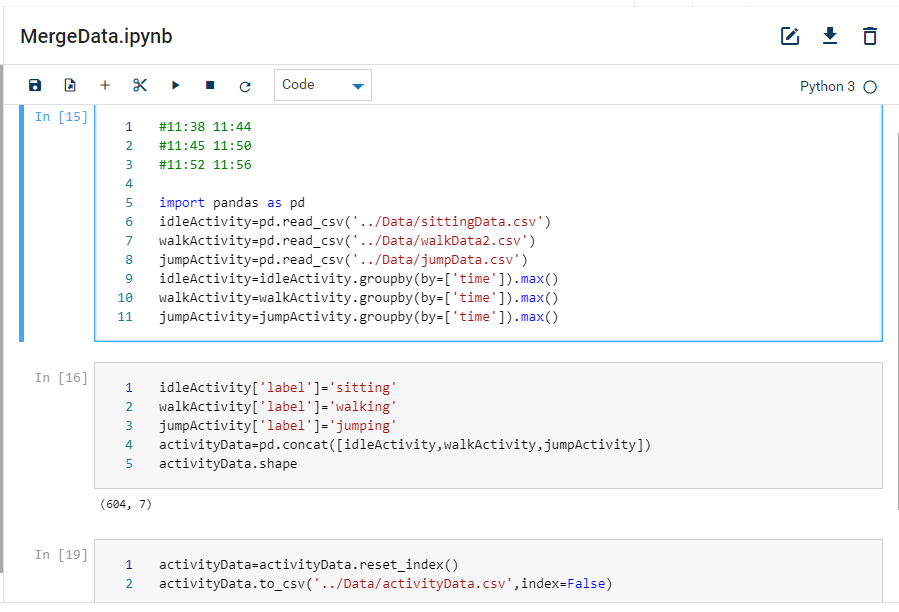 MergeData.ipynb
Code
Python 3
In [15]
1 #11:38 11:44
2 #11:45 11:50
3 #11:52 11:56
4
5 import pandas as pd
6 idleActivity=pd.read_csv('../Data/sittingData.csv')
7 walkActivity=pd.read_csv('../Data/walkData2.csv')
8 jumpActivity=pd.read_csv('../Data/jumpData.csv')
9 idleActivity=idleActivity.groupby(by=['time']).max()
10 walkActivity=walkActivity.groupby(by=['time']).max()
11 jumpActivity=jumpActivity.groupby(by=['time']).max()
In [16]
1 idleActivity['label']='sitting'
2 walkActivity['label']='walking'
3 jumpActivity['label']='jumping'
4 activityData=pd.concat([idleActivity,walkActivity,jumpActivity])
5 activityData.shape
(604, 7)
In [19]
1 activityData=activityData.reset_index()
2 activityData.to_csv('../Data/activityData.csv',index=False)